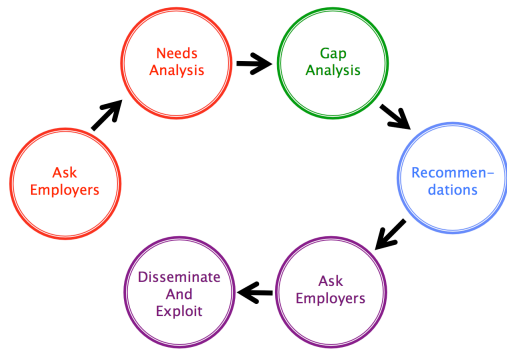 Ask
Employers
Needs
Analysis
Gap
Analysis
Recommen-
dations
Ask
Employers
Disseminate
And
Exploit